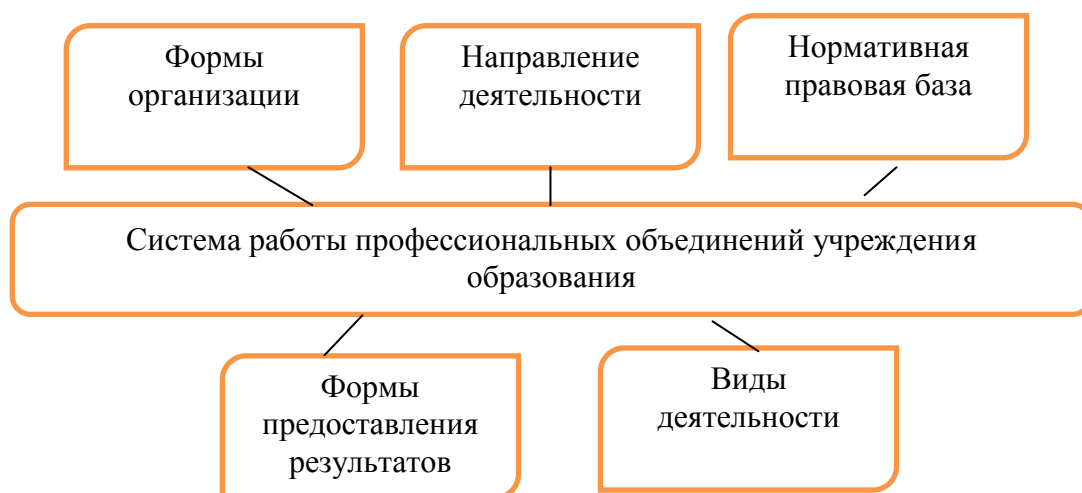 Формы
организации
Направление
деятельности
Нормативная
правовая база
Система работы профессиональных объединений учреждения
образования
Формы
предоставления
результатов
Виды
деятельности